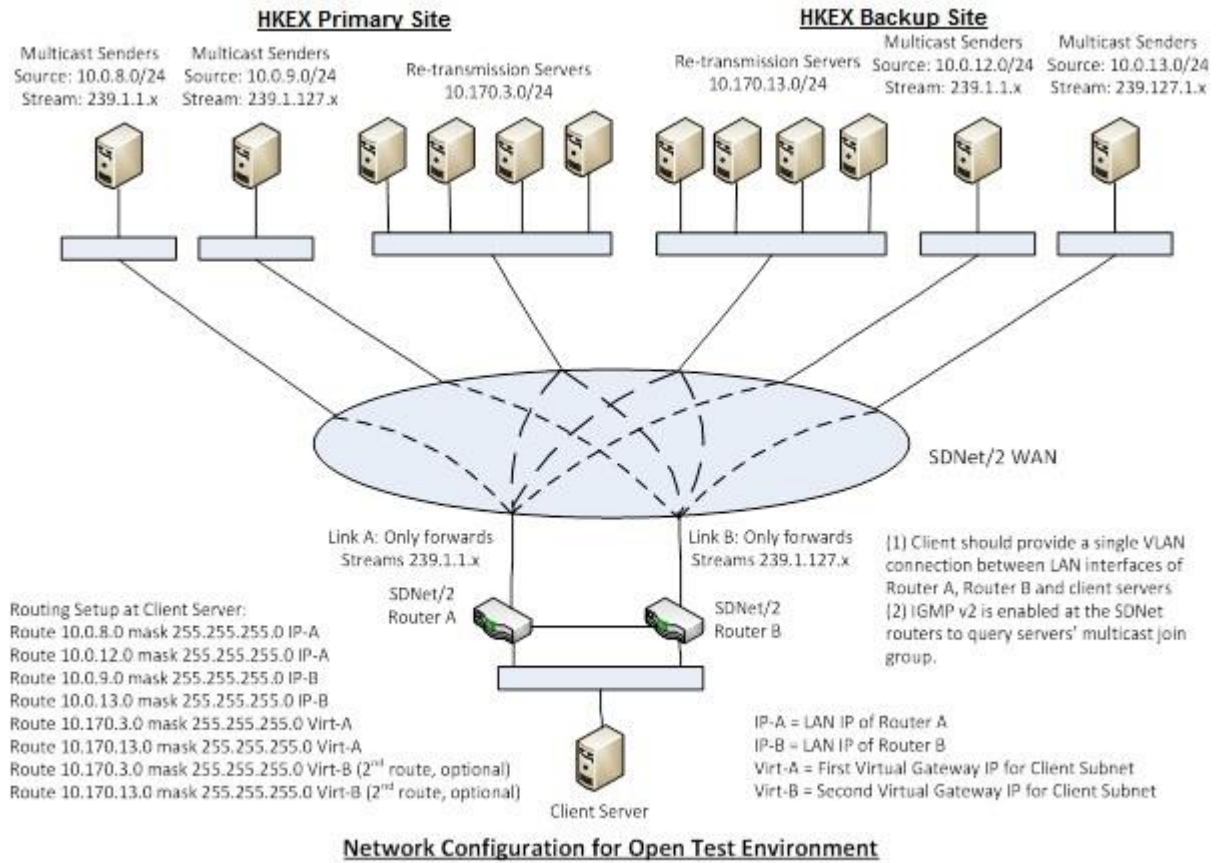 HKEX Primary Site
HKEX Backup Site
Multicast Senders
Source: 10.0.8.0/24
Stream: 239.1.1.x
Multicast Senders
Source: 10.0.9.0/24
Stream: 239.1.127.x
Re-transmission Servers
10.170.3.0/24
Re-transmission Servers
10.170.13.0/24
Multicast Senders
Source: 10.0.12.0/24
Stream: 239.1.1.x
Multicast Senders
Source: 10.0.13.0/24
Stream: 239.127.1.x
SDNet/2 WAN
Link A: Only forwards
Streams 239.1.1.x
Link B: Only forwards
Streams 239.1.127.x
SDNet/2
Router A
SDNet/2
Router B
(1) Client should provide a single VLAN
connection between LAN interfaces of
Router A, Router B and client servers
(2) IGMP v2 is enabled at the SDNet
routers to query servers' multicast join
group.
Routing Setup at Client Server:
Route 10.0.8.0 mask 255.255.255.0 IP-A
Route 10.0.12.0 mask 255.255.255.0 IP-A
Route 10.0.9.0 mask 255.255.255.0 IP-B
Route 10.0.13.0 mask 255.255.255.0 IP-B
Route 10.170.3.0 mask 255.255.255.0 Virt-A
Route 10.170.13.0 mask 255.255.255.0 Virt-A
Route 10.170.3.0 mask 255.255.255.0 Virt-B (2nd route, optional)
Route 10.170.13.0 mask 255.255.255.0 Virt-B (2nd route, optional)
Client Server
IP-A = LAN IP of Router A
IP-B = LAN IP of Router B
Virt-A = First Virtual Gateway IP for Client Subnet
Virt-B = Second Virtual Gateway IP for Client Subnet
Network Configuration for Open Test Environment